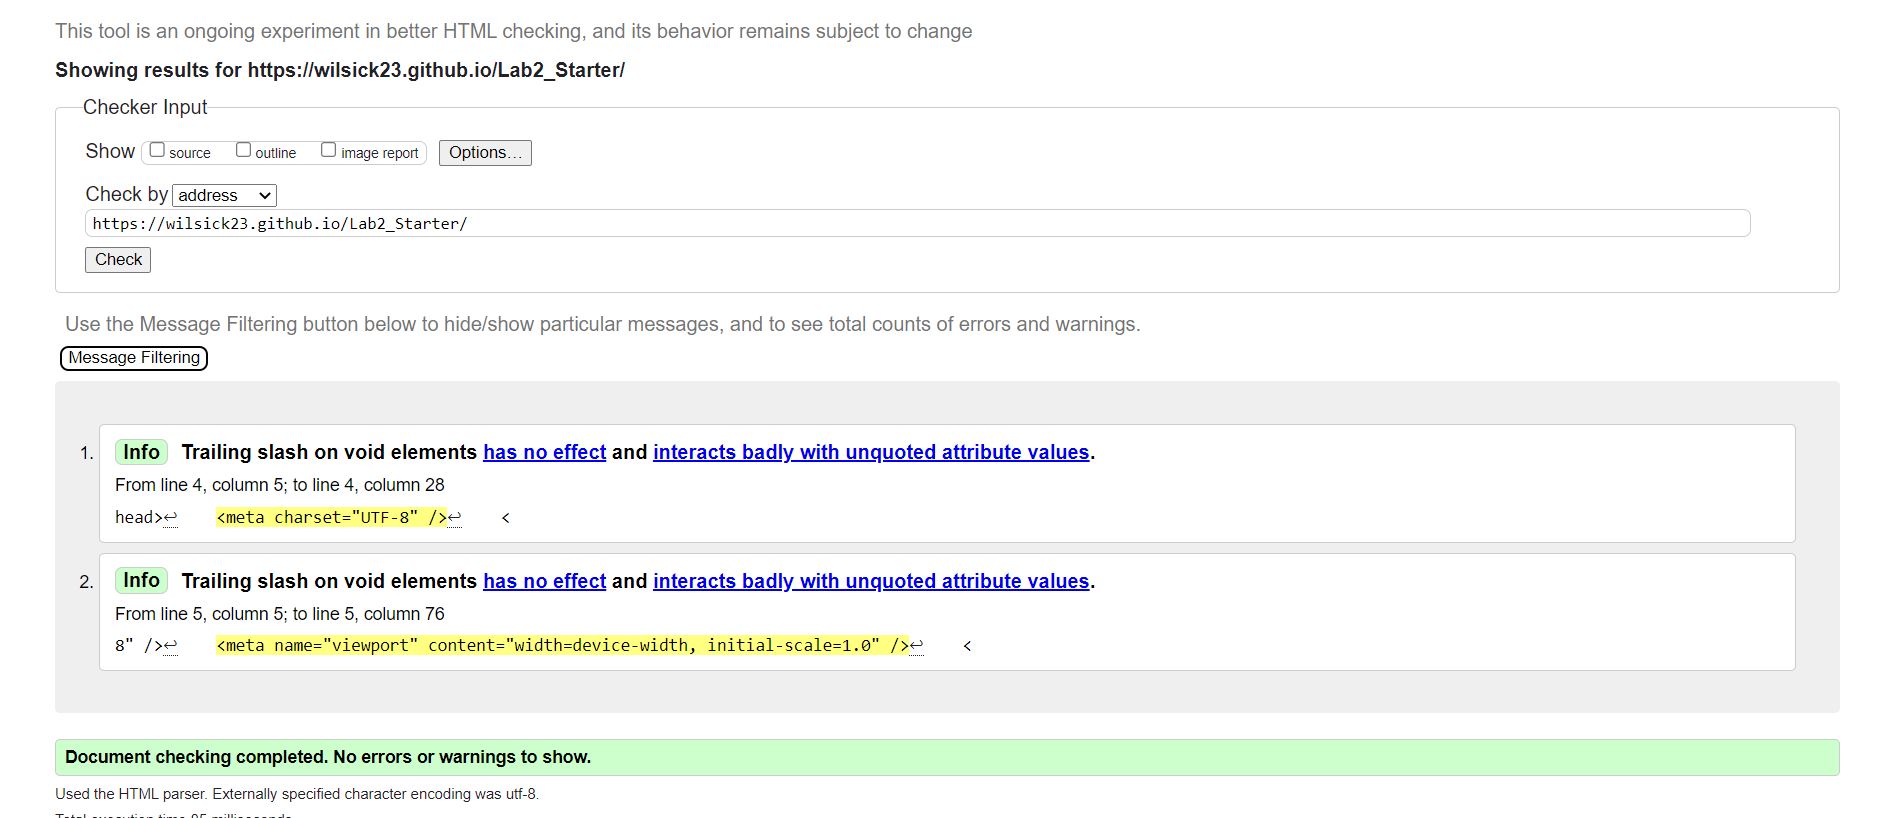 This tool is an ongoing experiment in better HTML checking, and its behavior remains subject to change
Showing results for https://wilsick23.github.io/Lab2_Starter/
Checker Input
Show source outline image report Options...
Check by address
https://wilsick23.github.io/Lab2_Starter/
Check
Use the Message Filtering button below to hide/show particular messages, and to see total counts of errors and warnings.
Message Filtering
1. Info Trailing slash on void elements has no effect and interacts badly with unquoted attribute values.
From line 4, column 5; to line 4, column 28
head>↩ <meta charset="UTF-8" />↩ <
2. Info Trailing slash on void elements has no effect and interacts badly with unquoted attribute values.
From line 5, column 5; to line 5, column 76
8" />↩ <meta name="viewport" content="width=device-width, initial-scale=1.0" />↩ <
Document checking completed. No errors or warnings to show.
Used the HTML parser. Externally specified character encoding was utf-8.
Total execution time milliseconds